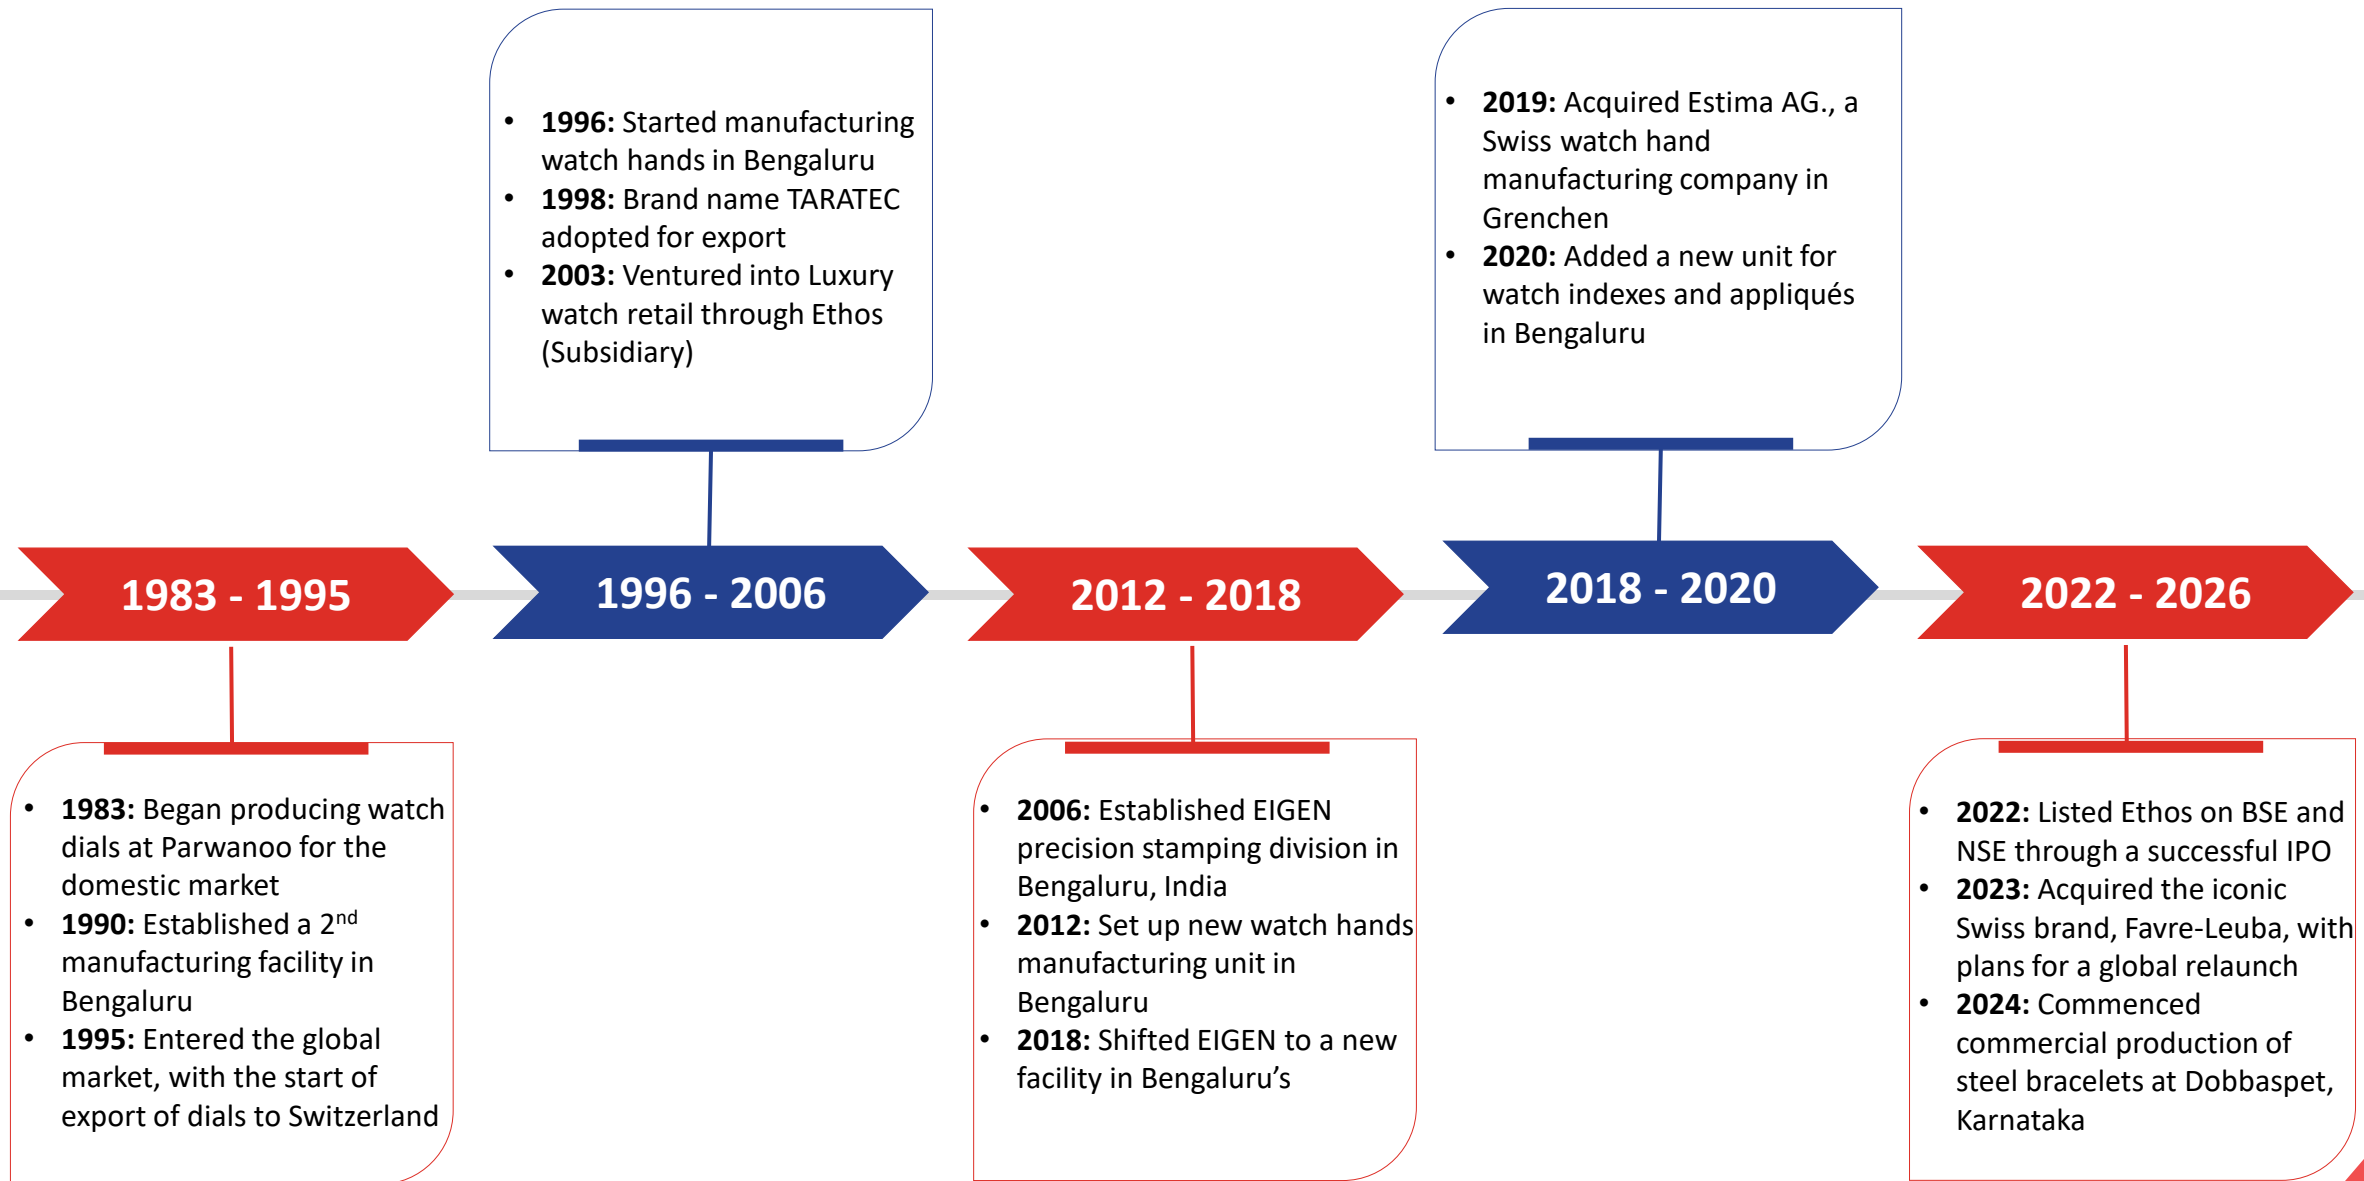 • 1996: Started manufacturing
watch hands in Bengaluru
• 1998: Brand name TARATEC
adopted for export
• 2003: Ventured into Luxury
watch retail through Ethos
(Subsidiary)
• 2019: Acquired Estima AG., a
Swiss watch hand
manufacturing company in
Grenchen
• 2020: Added a new unit for
watch indexes and appliqués
in Bengaluru
1983 - 1995
1996 - 2006
2012 - 2018
2018 - 2020
2022 - 2026
• 1983: Began producing watch
dials at Parwanoo for the
domestic market
• 1990: Established a 2nd
manufacturing facility in
Bengaluru
• 1995: Entered the global
market, with the start of
export of dials to Switzerland
• 2006: Established EIGEN
precision stamping division in
Bengaluru, India
• 2012: Set up new watch hands
manufacturing unit in
Bengaluru
• 2018: Shifted EIGEN to a new
facility in Bengaluru’s
• 2022: Listed Ethos on BSE and
NSE through a successful IPO
• 2023: Acquired the iconic
Swiss brand, Favre-Leuba, with
plans for a global relaunch
• 2024: Commenced
commercial production of
steel bracelets at Dobbaspet,
Karnataka